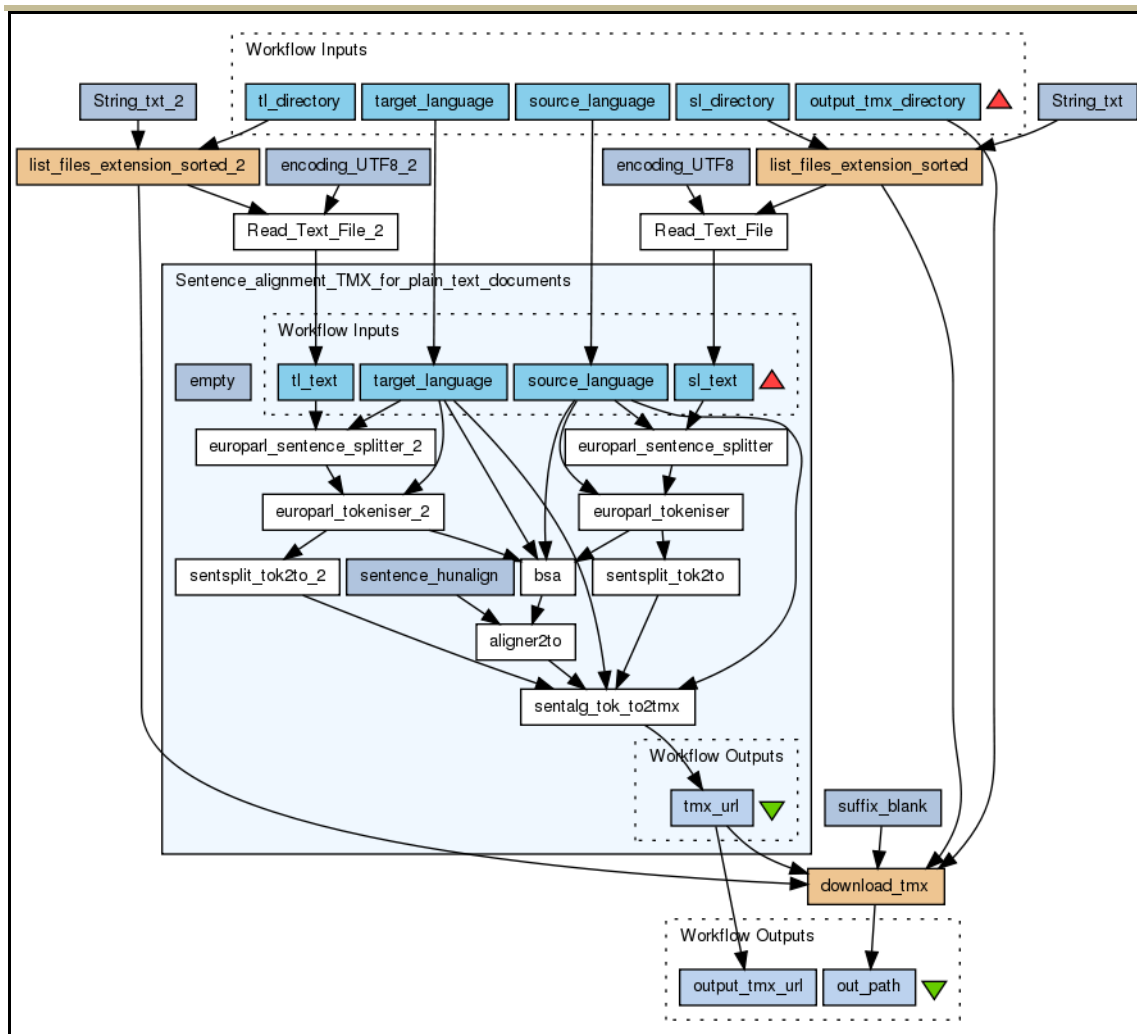 Workflow Inputs
String_txt_2
tl_directory
target_language
source_language
sl_directory
output_tmx_directory
String_txt
list_files_extension_sorted_2
encoding_UTF8_2
encoding_UTF8
list_files_extension_sorted
Read_Text_File_2
Read_Text_File
Sentence_alignment_TMX_for_plain_text_documents
Workflow Inputs
empty
tl_text
target_language
source_language
sl_text
europarl_sentence_splitter_2
europarl_sentence_splitter
europarl_tokeniser_2
europarl_tokeniser
sentsplit_tok2to_2
sentence_hunalign
bsa
sentsplit_tok2to
aligner2to
sentalg_tok_to2tmx
Workflow Outputs
tmx_url
suffix_blank
download_tmx
Workflow Outputs
output_tmx_url
out_path